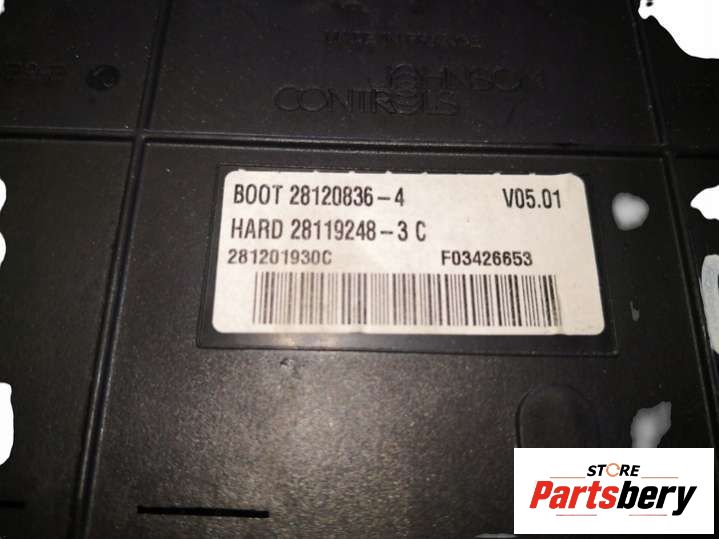 JOHNSON
CONTROLS
BOOT 28120836-4 V05.01
HARD 28119248-3 C
281201930C F03426653
STORE
Partsbery